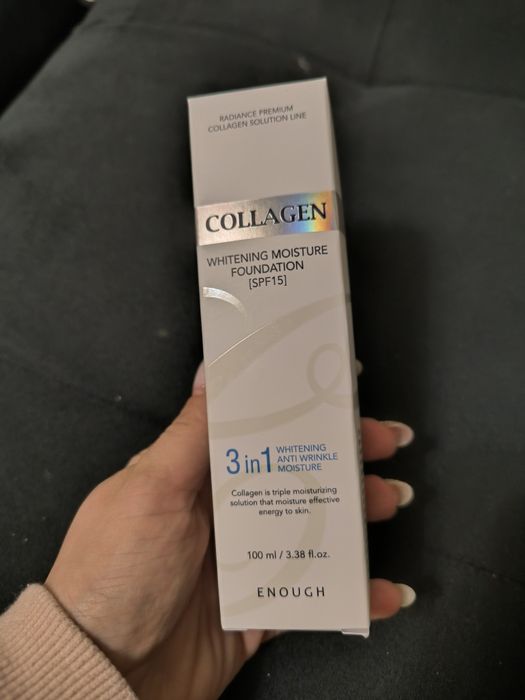 RADIANCE PREMIUM
COLLAGEN SOLUTION LINE
COLLAGEN
WHITENING MOISTURE
FOUNDATION
[SPF15]
3 in 1
WHITENING
ANTI WRINKLE
MOISTURE
Collagen is triple moisturizing
solution that moisture effective
energy to skin.
100 ml / 3.38 fl.oz.
ENOUGH